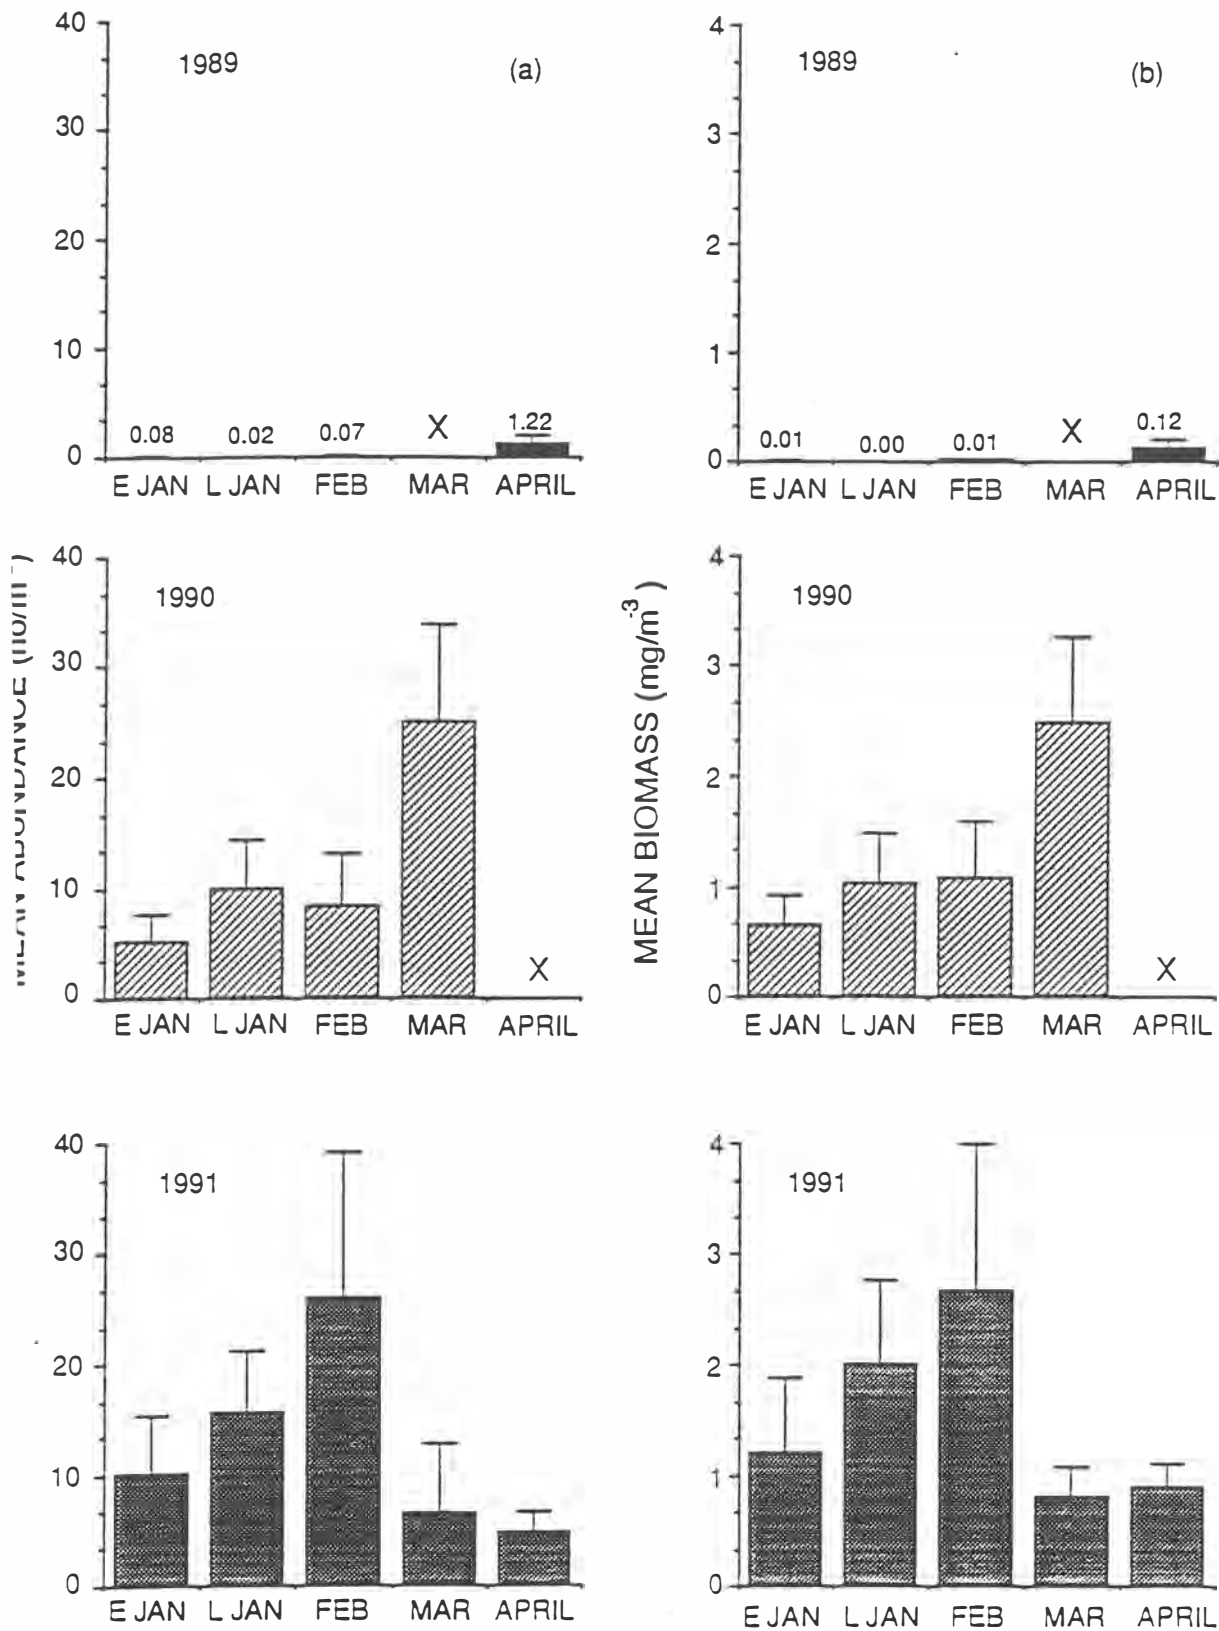 40
30
20
10
0
1989
(a)
0.08
0.02
0.07
X
1.22
E JAN
L JAN
FEB
MAR
APRIL
4
3
2
1
0
1989
(b)
0.01
0.00
0.01
X
0.12
E JAN
L JAN
FEB
MAR
APRIL
MEAN ABUNDANCE
40
30
20
10
0
1990
X
E JAN
L JAN
FEB
MAR
APRIL
MEAN BIOMASS (mg/m⁻³)
4
3
2
1
0
1990
X
E JAN
L JAN
FEB
MAR
APRIL
40
30
20
10
0
1991
E JAN
L JAN
FEB
MAR
APRIL
4
3
2
1
0
1991
E JAN
L JAN
FEB
MAR
APRIL